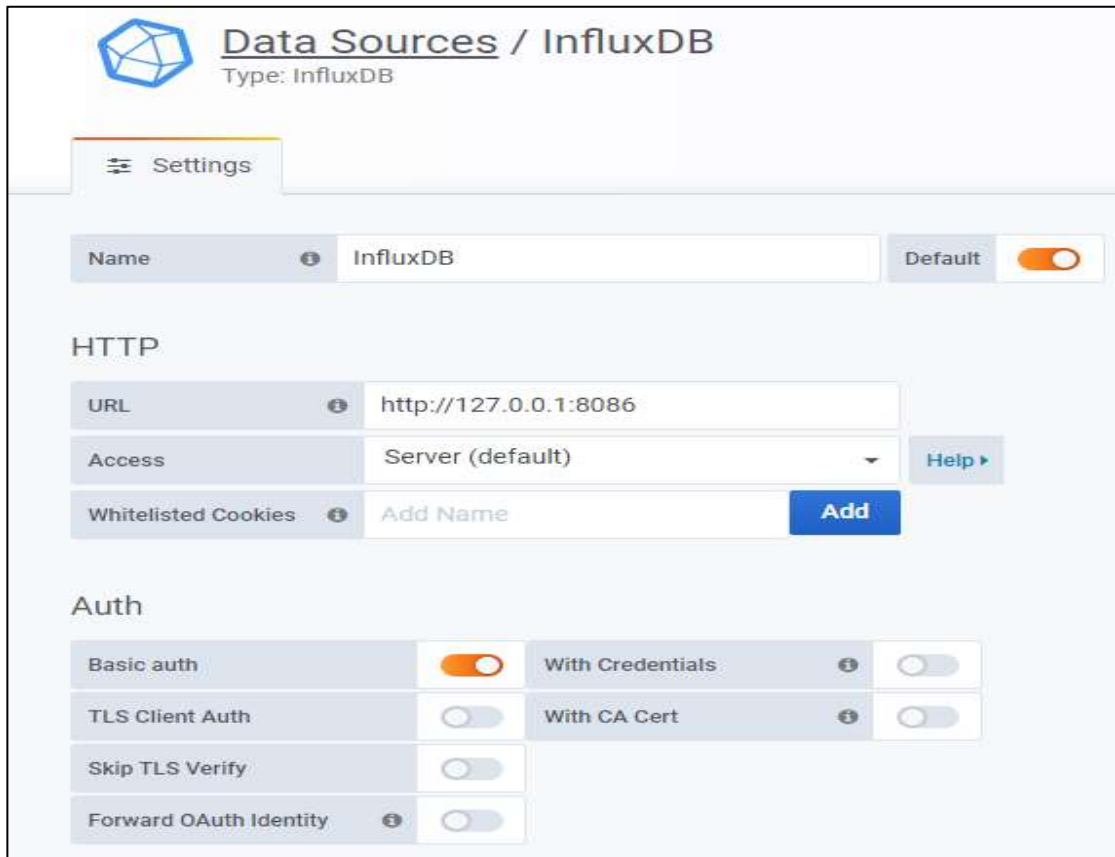 Data Sources / InfluxDB
Type: InfluxDB
Settings
Name InfluxDB Default
HTTP
URL http://127.0.0.1:8086
Access Server (default) Help
Whitelisted Cookies Add Name Add
Auth
Basic auth With Credentials
TLS Client Auth With CA Cert
Skip TLS Verify
Forward OAuth Identity